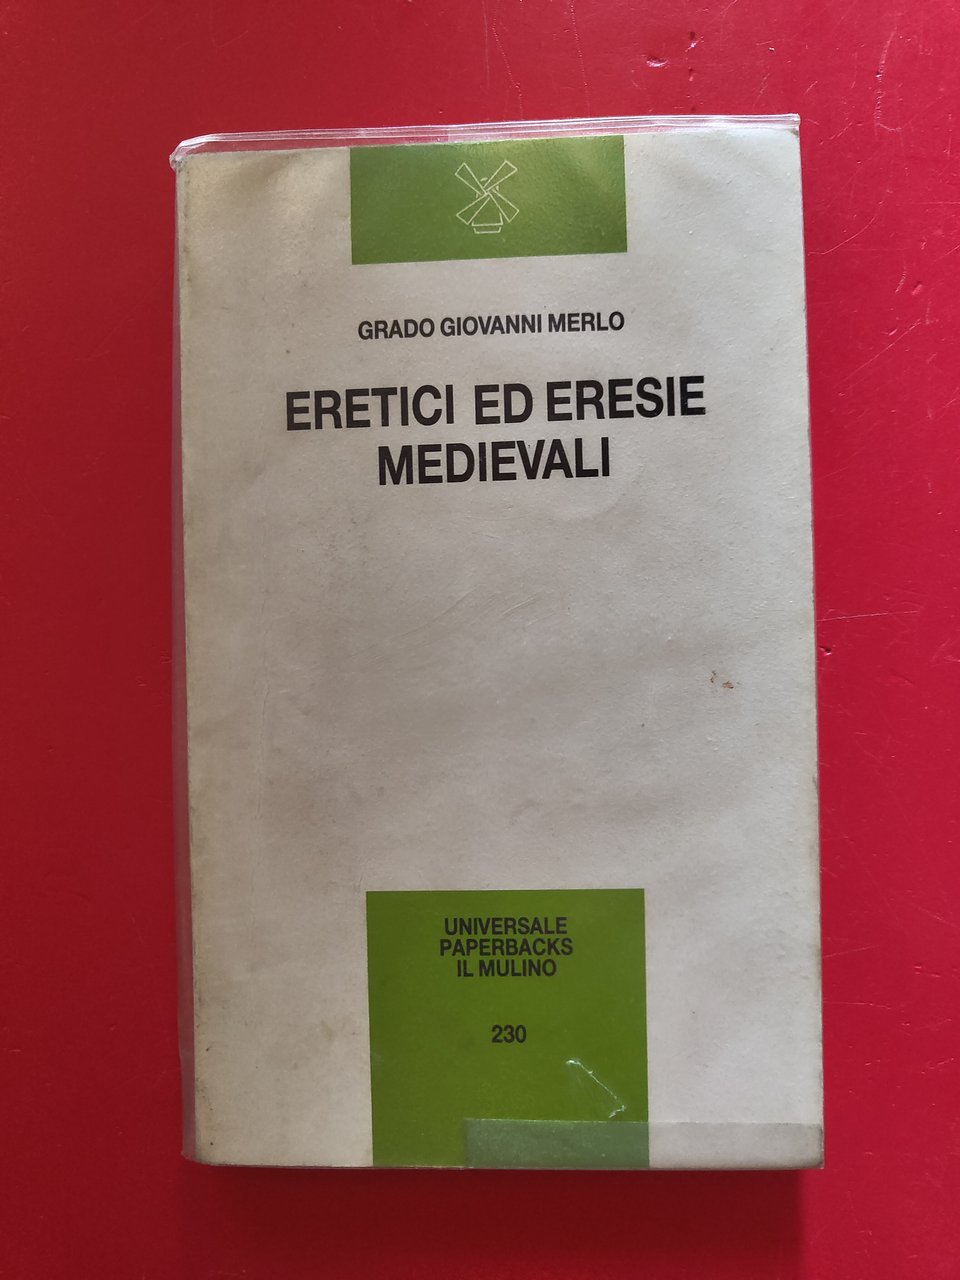 GRADO GIOVANNI MERLO
ERETICI ED ERESIE
MEDIEVALI
UNIVERSALE
PAPERBACKS
IL MULINO
230